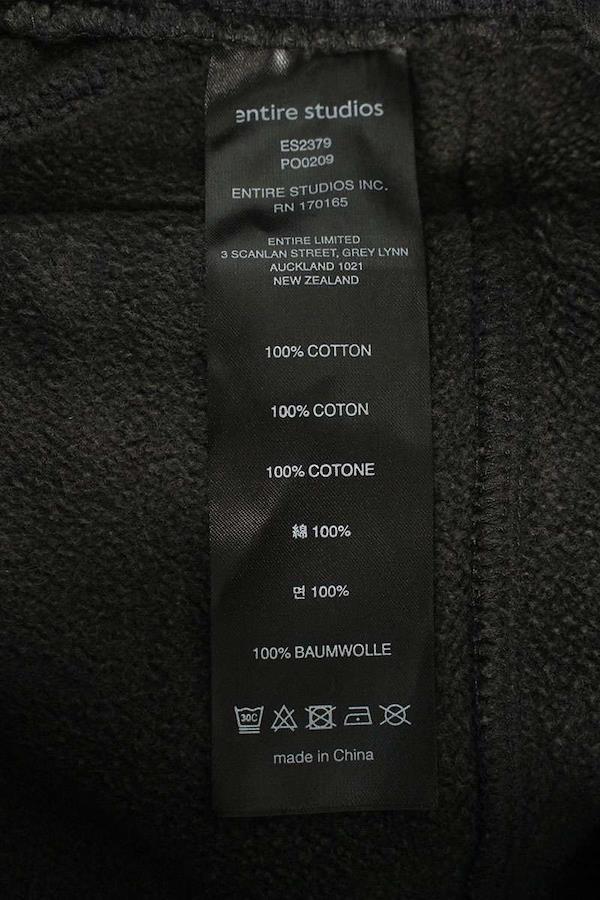 entire studios
ES2379
PO0209
ENTIRE STUDIOS INC.
RN 170165
ENTIRE LIMITED
3 SCANLAN STREET, GREY LYNN
AUCKLAND 1021
NEW ZEALAND
100% COTTON
100% COTON
100% COTONE
綿 100%
면 100%
100% BAUMWOLLE
30C
made in China